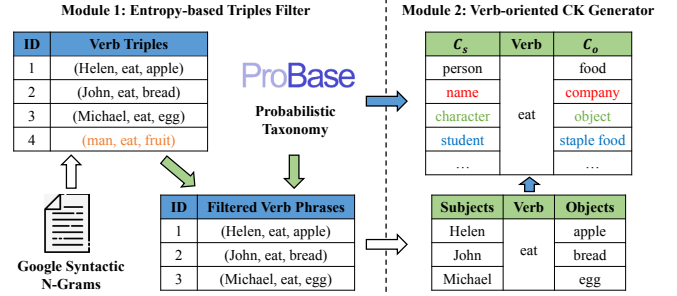 Module 1: Entropy-based Triples Filter
ID Verb Triples
1 (Helen, eat, apple)
2 (John, eat, bread)
3 (Michael, eat, egg)
4 (man, eat, fruit)
Google Syntactic
N-Grams
ProBase
Probabilistic
Taxonomy
ID Filtered Verb Phrases
1 (Helen, eat, apple)
2 (John, eat, bread)
3 (Michael, eat, egg)
Module 2: Verb-oriented CK Generator
C_s Verb C_o
person food
name company
character eat object
student staple food
... ...
Subjects Verb Objects
Helen apple
John eat bread
Michael egg